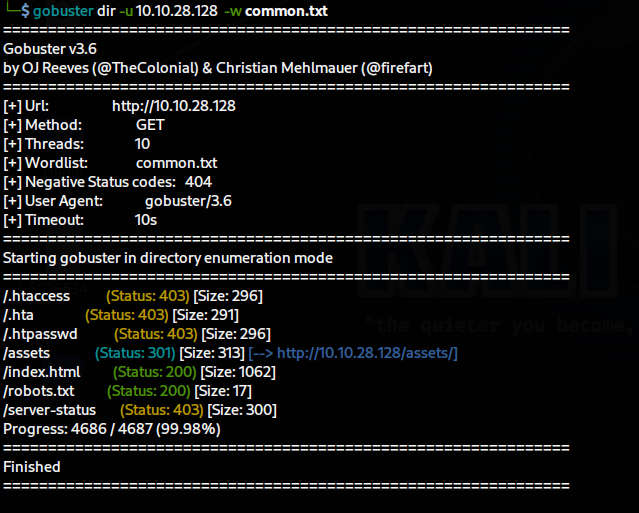 └─$ gobuster dir -u 10.10.28.128 -w common.txt
===============================================================
Gobuster v3.6
by OJ Reeves (@TheColonial) & Christian Mehlmauer (@firefart)
===============================================================
[+] Url: http://10.10.28.128
[+] Method: GET
[+] Threads: 10
[+] Wordlist: common.txt
[+] Negative Status codes: 404
[+] User Agent: gobuster/3.6
[+] Timeout: 10s
===============================================================
Starting gobuster in directory enumeration mode
===============================================================
/.htaccess (Status: 403) [Size: 296]
/.hta (Status: 403) [Size: 291]
/.htpasswd (Status: 403) [Size: 296]
/assets (Status: 301) [Size: 313] [--> http://10.10.28.128/assets/]
/index.html (Status: 200) [Size: 1062]
/robots.txt (Status: 200) [Size: 17]
/server-status (Status: 403) [Size: 300]
Progress: 4686 / 4687 (99.98%)
===============================================================
Finished
===============================================================
KALI
"the quieter you become,